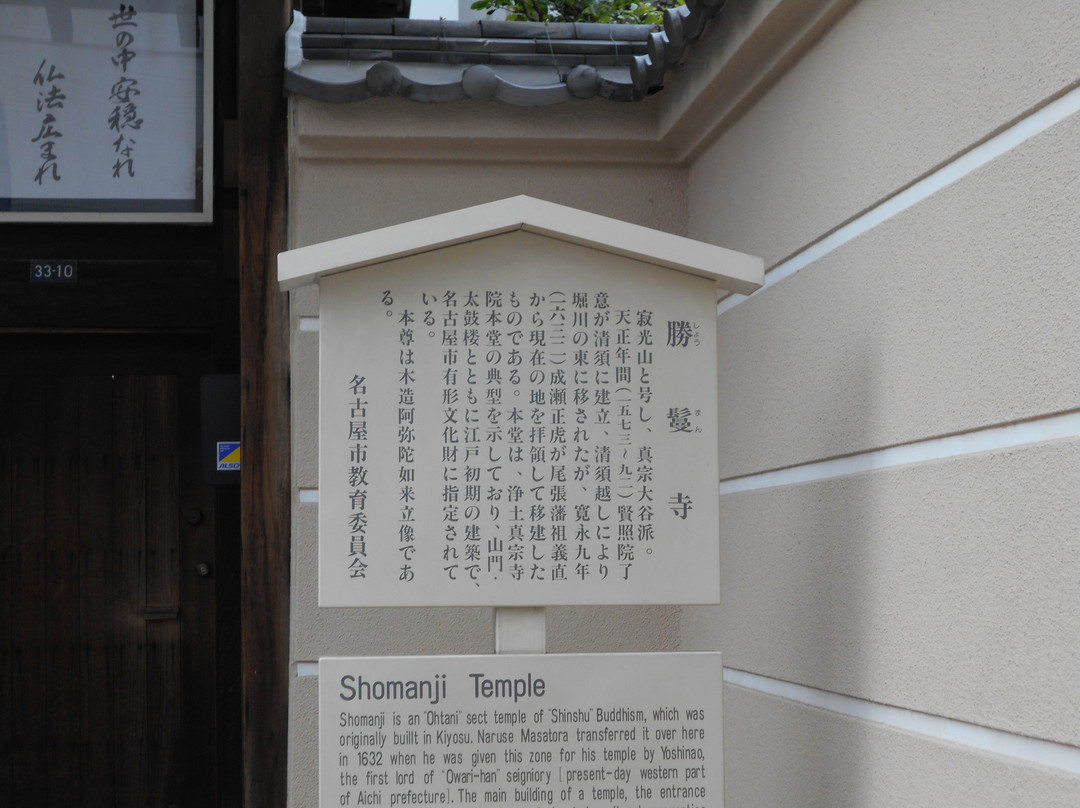 世の中安穏なれ
仏法広まれ
33-10
ALSOK
勝鬘寺
しょう
まん
寂光山と号し、真宗大谷派。
天正年間(一五七三～九二)賢照院了
意が清須に建立、清須越しにより
堀川の東に移されたが、寛永九年
(一六三二)成瀬正虎が尾張藩祖義直
から現在の地を拝領して移建した
ものである。本堂は、浄土真宗寺
院本堂の典型を示しており、山門・
太鼓楼とともに江戸初期の建築で、
名古屋市有形文化財に指定されて
いる。
本尊は木造阿弥陀如来立像であ
る。
名古屋市教育委員会
Shomanji Temple
Shomanji is an "Ohtani" sect temple of "Shinshu" Buddhism, which was
originally buillt in Kiyosu. Naruse Masatora transferred it over here
in 1632 when he was given this zone for his temple by Yoshinao,
the first lord of "Owari-han" seigniory [present-day western part
of Aichi prefecture]. The main building of a temple, the entrance